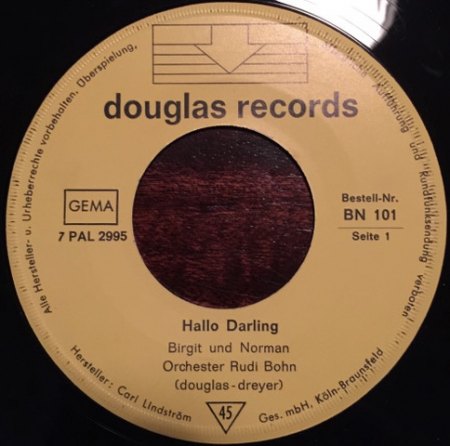 douglas records
GEMA
7 PAL 2995
Bestell-Nr.
BN 101
Seite 1
Hallo Darling
Birgit und Norman
Orchester Rudi Bohn
(douglas-dreyer)
45
Alle Hersteller- u. Urheberrechte vorbehalten. Überspielung, Aufführung und Rundfunksendung verboten
Hersteller: Carl Lindström Ges. mbH, Köln-Braunsfeld